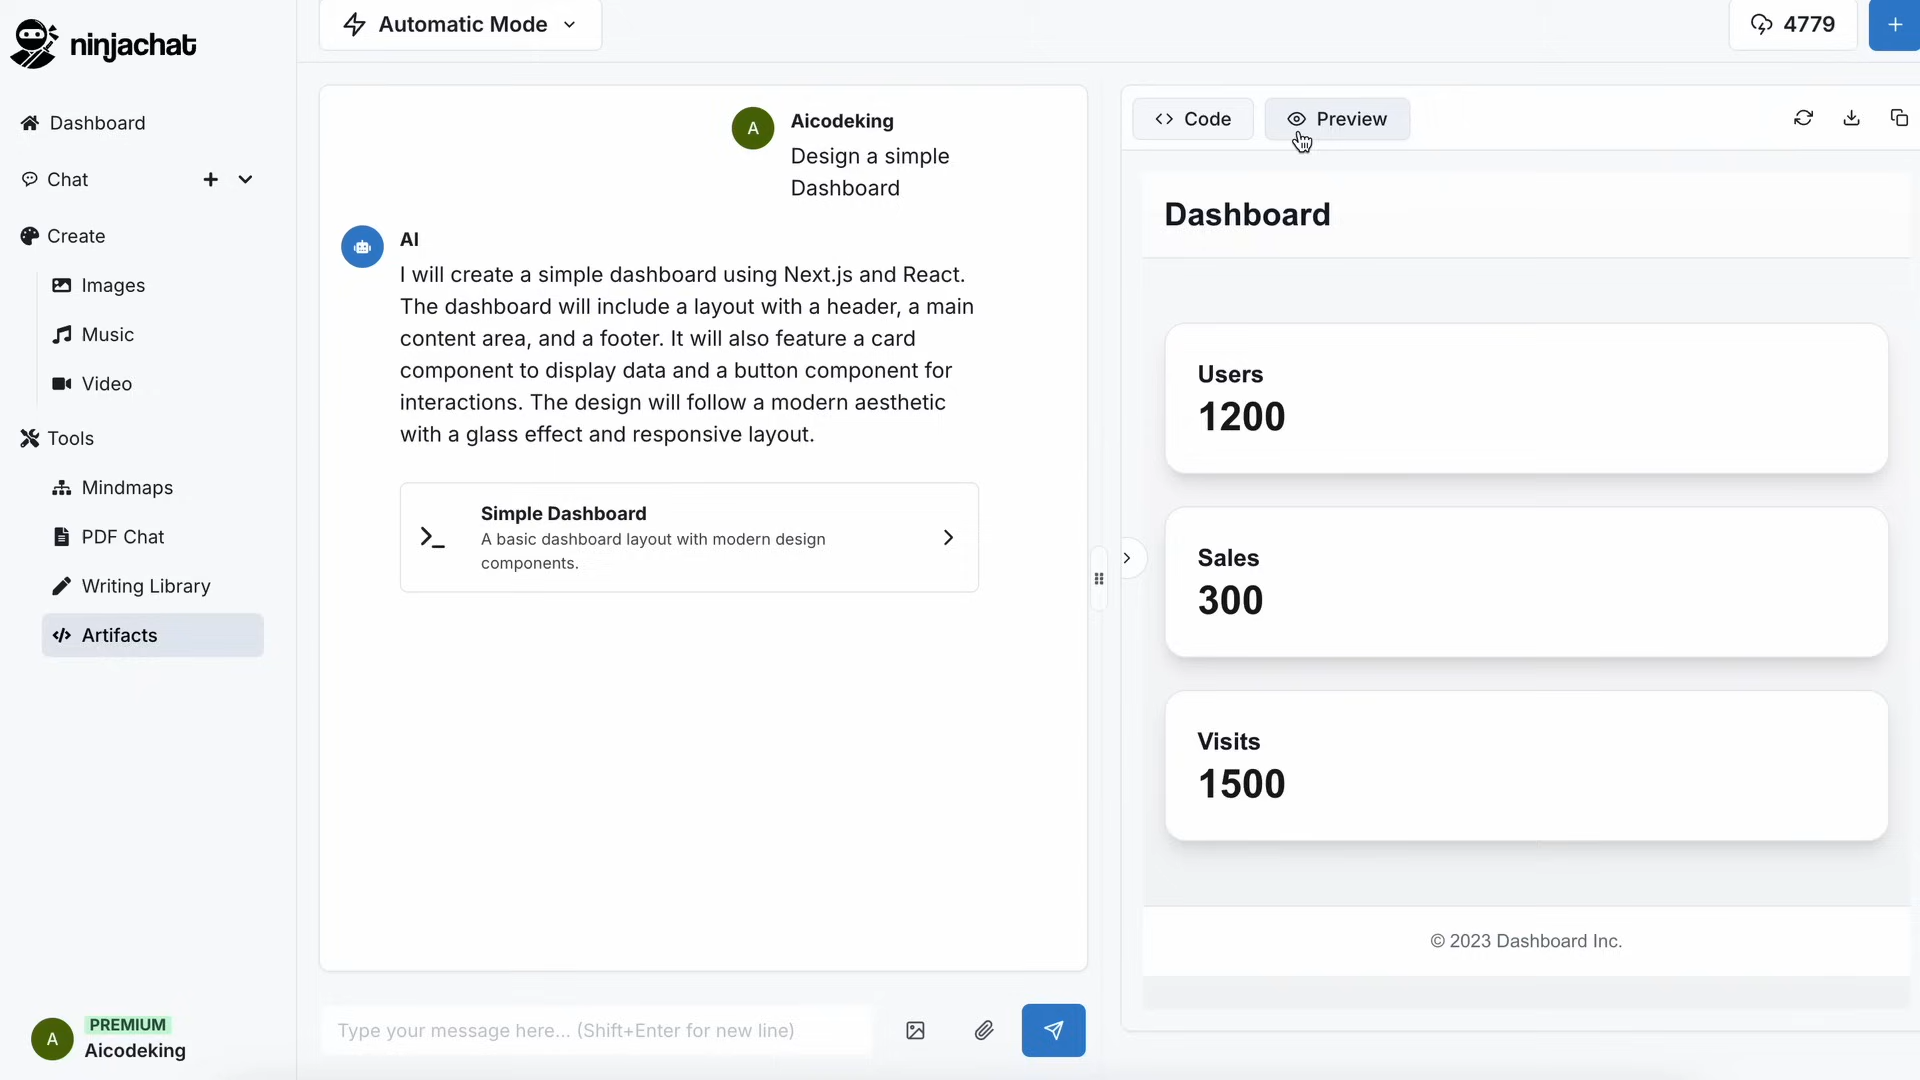 ninjachat
Automatic Mode
4779
Dashboard
Chat
Create
Images
Music
Video
Tools
Mindmaps
PDF Chat
Writing Library
Artifacts
A
PREMIUM
Aicodeking
A
Aicodeking
Design a simple
Dashboard
AI
I will create a simple dashboard using Next.js and React.
The dashboard will include a layout with a header, a main
content area, and a footer. It will also feature a card
component to display data and a button component for
interactions. The design will follow a modern aesthetic
with a glass effect and responsive layout.
Simple Dashboard
A basic dashboard layout with modern design
components.
Type your message here... (Shift+Enter for new line)
Code
Preview
Dashboard
Users
1200
Sales
300
Visits
1500
© 2023 Dashboard Inc.